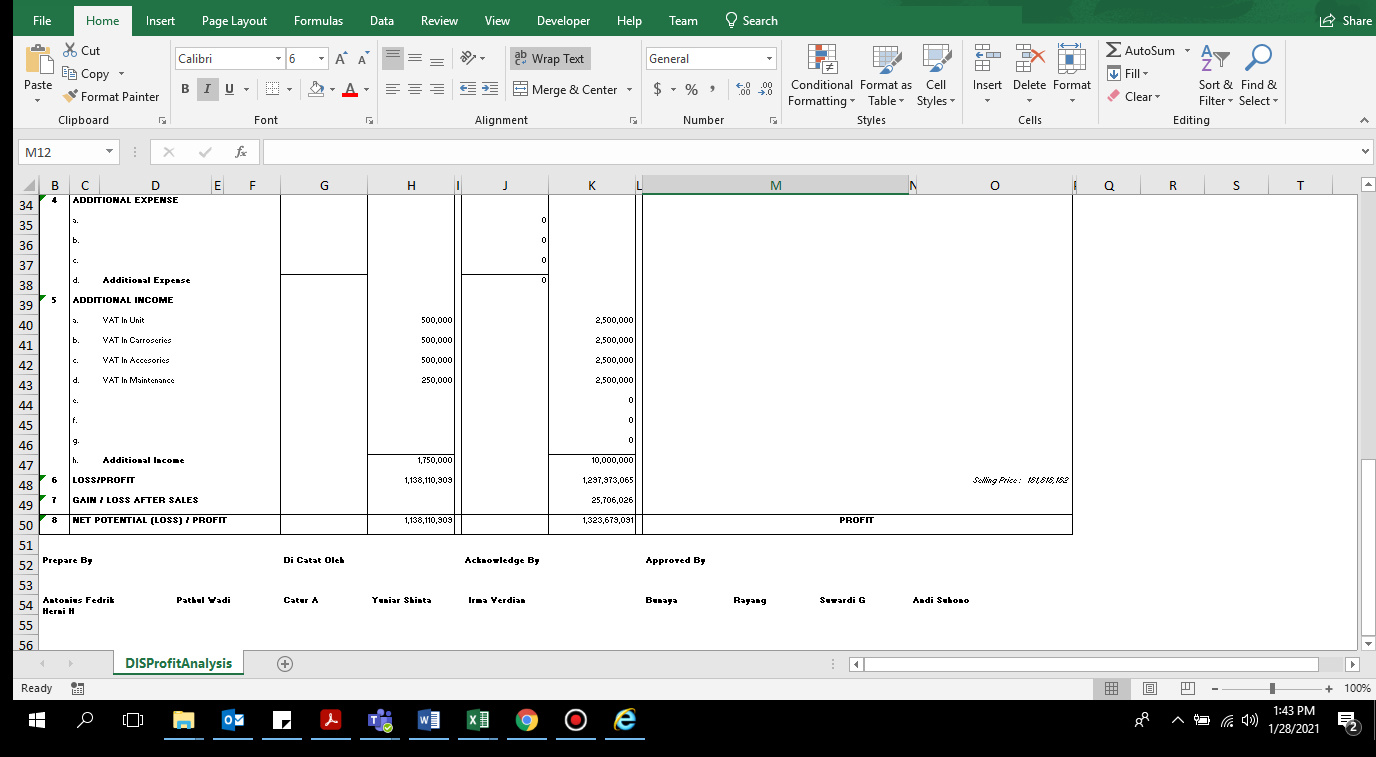 File Home Insert Page Layout Formulas Data Review View Developer Help Team Search Share
Cut
Calibri 6 A A ab Wrap Text General AutoSum
Copy Fill
Paste Conditional Format as Cell Insert Delete Format Sort & Find &
Format Painter B I U A Merge & Center $ % , Clear
Formatting Table Styles Filter Select
Clipboard Font Alignment Number Styles Cells Editing
M12 fx
B C D E F G H I J K L M N O P Q R S T
34 4 ADDITIONAL EXPENSE
35 a. 0
36 b. 0
37 c. 0
38 d. Additional Expense 0
39 5 ADDITIONAL INCOME
40 a. VAT In Unit 500,000 2,500,000
41 b. VAT In Carroseries 500,000 2,500,000
42 c. VAT In Accesories 500,000 2,500,000
43 d. VAT In Maintenance 250,000 2,500,000
44 e. 0
45 f. 0
46 g. 0
47 h. Additional Income 1,750,000 10,000,000
48 6 LOSS/PROFIT 1,138,110,909 1,297,973,065 Selling Price : 181,818,182
49 7 GAIN / LOSS AFTER SALES 25,706,026
50 8 NET POTENTIAL (LOSS) / PROFIT 1,138,110,909 1,323,679,091 PROFIT
51
52 Prepare By Di Catat Oleh Acknowledge By Approved By
53
54 Antonius Fedrik Pathul Wadi Catur A Yuniar Shinta Irma Verdian Bunaya Rayang Suwardi G Andi Suhono
Herni H
55
56
DISProfitAnalysis
Ready 100%
1:43 PM
1/28/2021 2